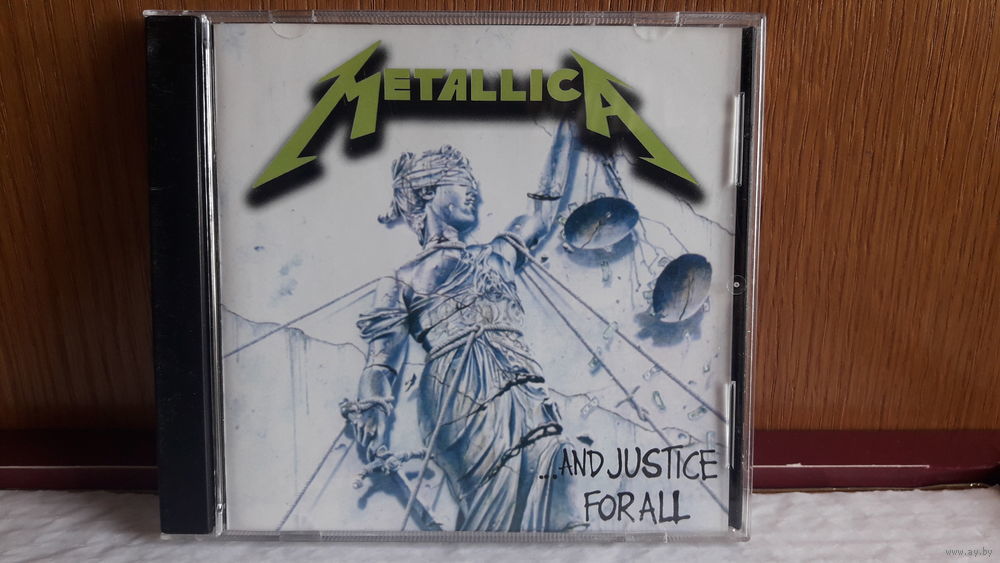 METALLICA
...AND JUSTICE
FOR ALL
www.ay.by